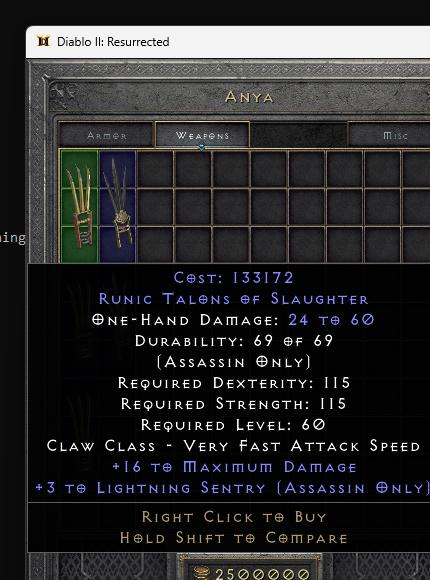 Diablo II: Resurrected
Anya
Armor Weapons Misc
ning
Cost: 133172
Runic Talons of Slaughter
One-Hand Damage: 24 to 60
Durability: 69 of 69
(Assassin Only)
Required Dexterity: 115
Required Strength: 115
Required Level: 60
Claw Class - Very Fast Attack Speed
+16 to Maximum Damage
+3 to Lightning Sentry (Assassin Only)
Right Click to Buy
Hold Shift to Compare
2500000